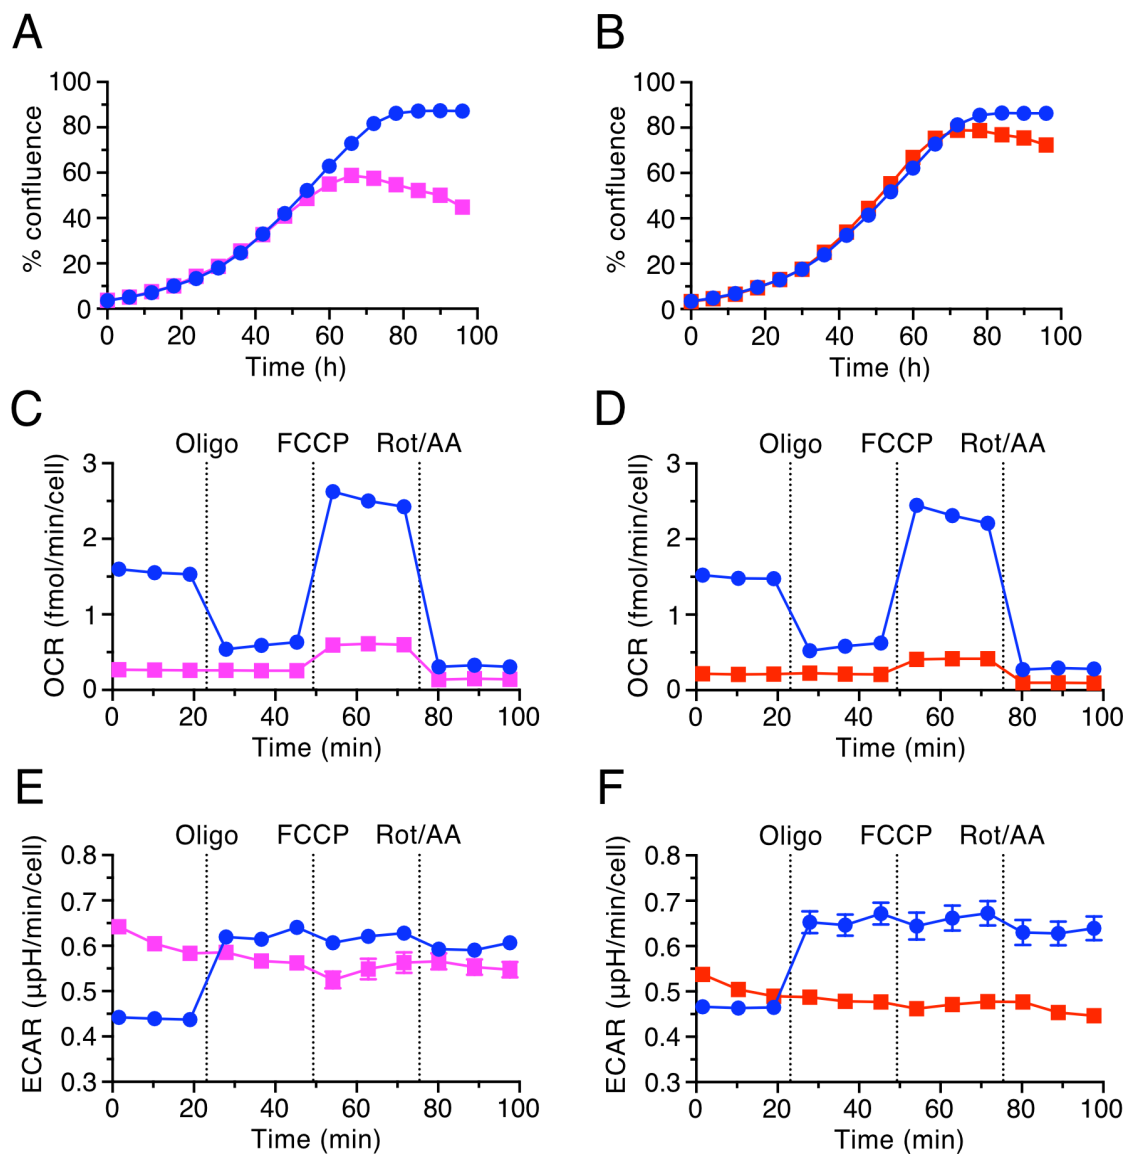 A
% confluence
100
80
60
40
20
0
0 20 40 60 80 100
Time (h)
B
% confluence
100
80
60
40
20
0
0 20 40 60 80 100
Time (h)
C
Oligo FCCP Rot/AA
OCR (fmol/min/cell)
3
2
1
0
0 20 40 60 80 100
Time (min)
D
Oligo FCCP Rot/AA
OCR (fmol/min/cell)
3
2
1
0
0 20 40 60 80 100
Time (min)
E
Oligo FCCP Rot/AA
ECAR (µpH/min/cell)
0.8
0.7
0.6
0.5
0.4
0.3
0 20 40 60 80 100
Time (min)
F
Oligo FCCP Rot/AA
ECAR (µpH/min/cell)
0.8
0.7
0.6
0.5
0.4
0.3
0 20 40 60 80 100
Time (min)